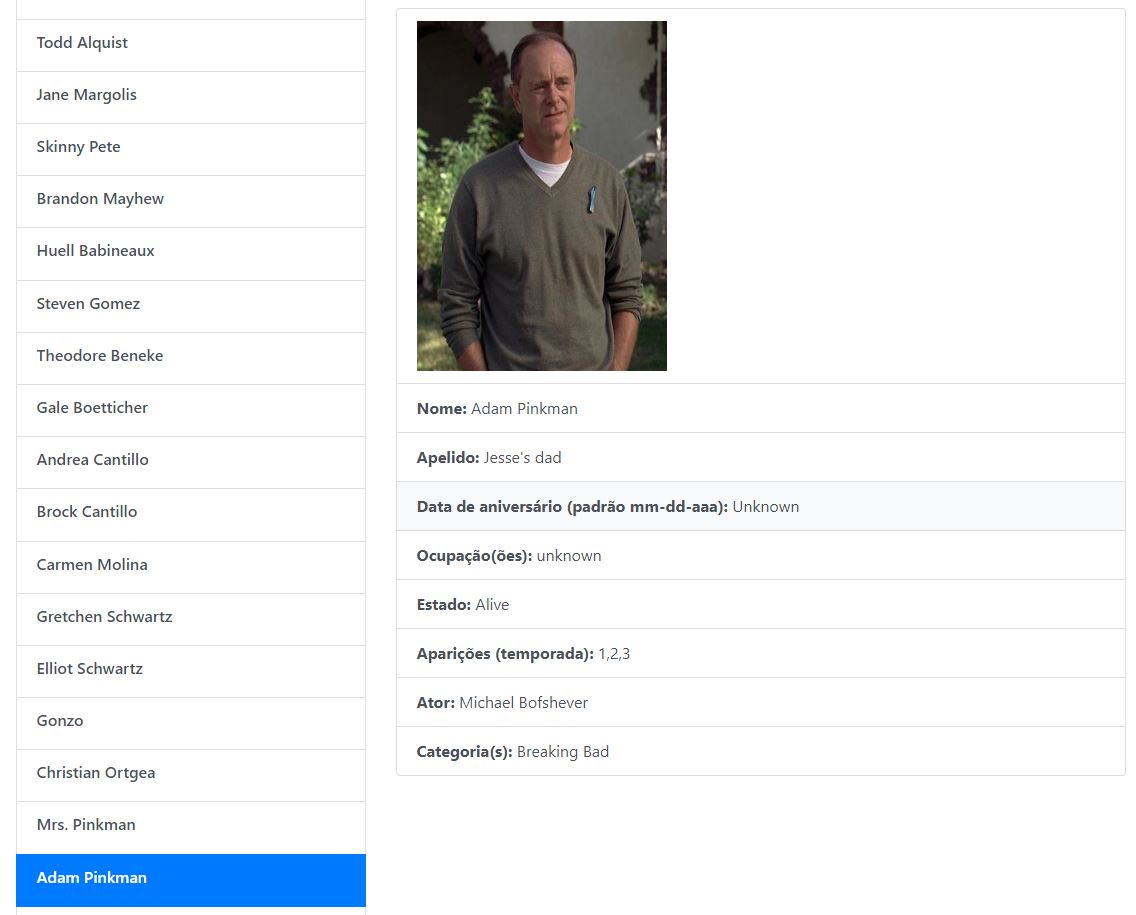 Todd Alquist
Jane Margolis
Skinny Pete
Brandon Mayhew
Huell Babineaux
Steven Gomez
Theodore Beneke
Gale Boetticher
Andrea Cantillo
Brock Cantillo
Carmen Molina
Gretchen Schwartz
Elliot Schwartz
Gonzo
Christian Ortgea
Mrs. Pinkman
Adam Pinkman
Nome: Adam Pinkman
Apelido: Jesse's dad
Data de aniversário (padrão mm-dd-aaa): Unknown
Ocupação(ões): unknown
Estado: Alive
Aparições (temporada): 1,2,3
Ator: Michael Bofshever
Categoria(s): Breaking Bad